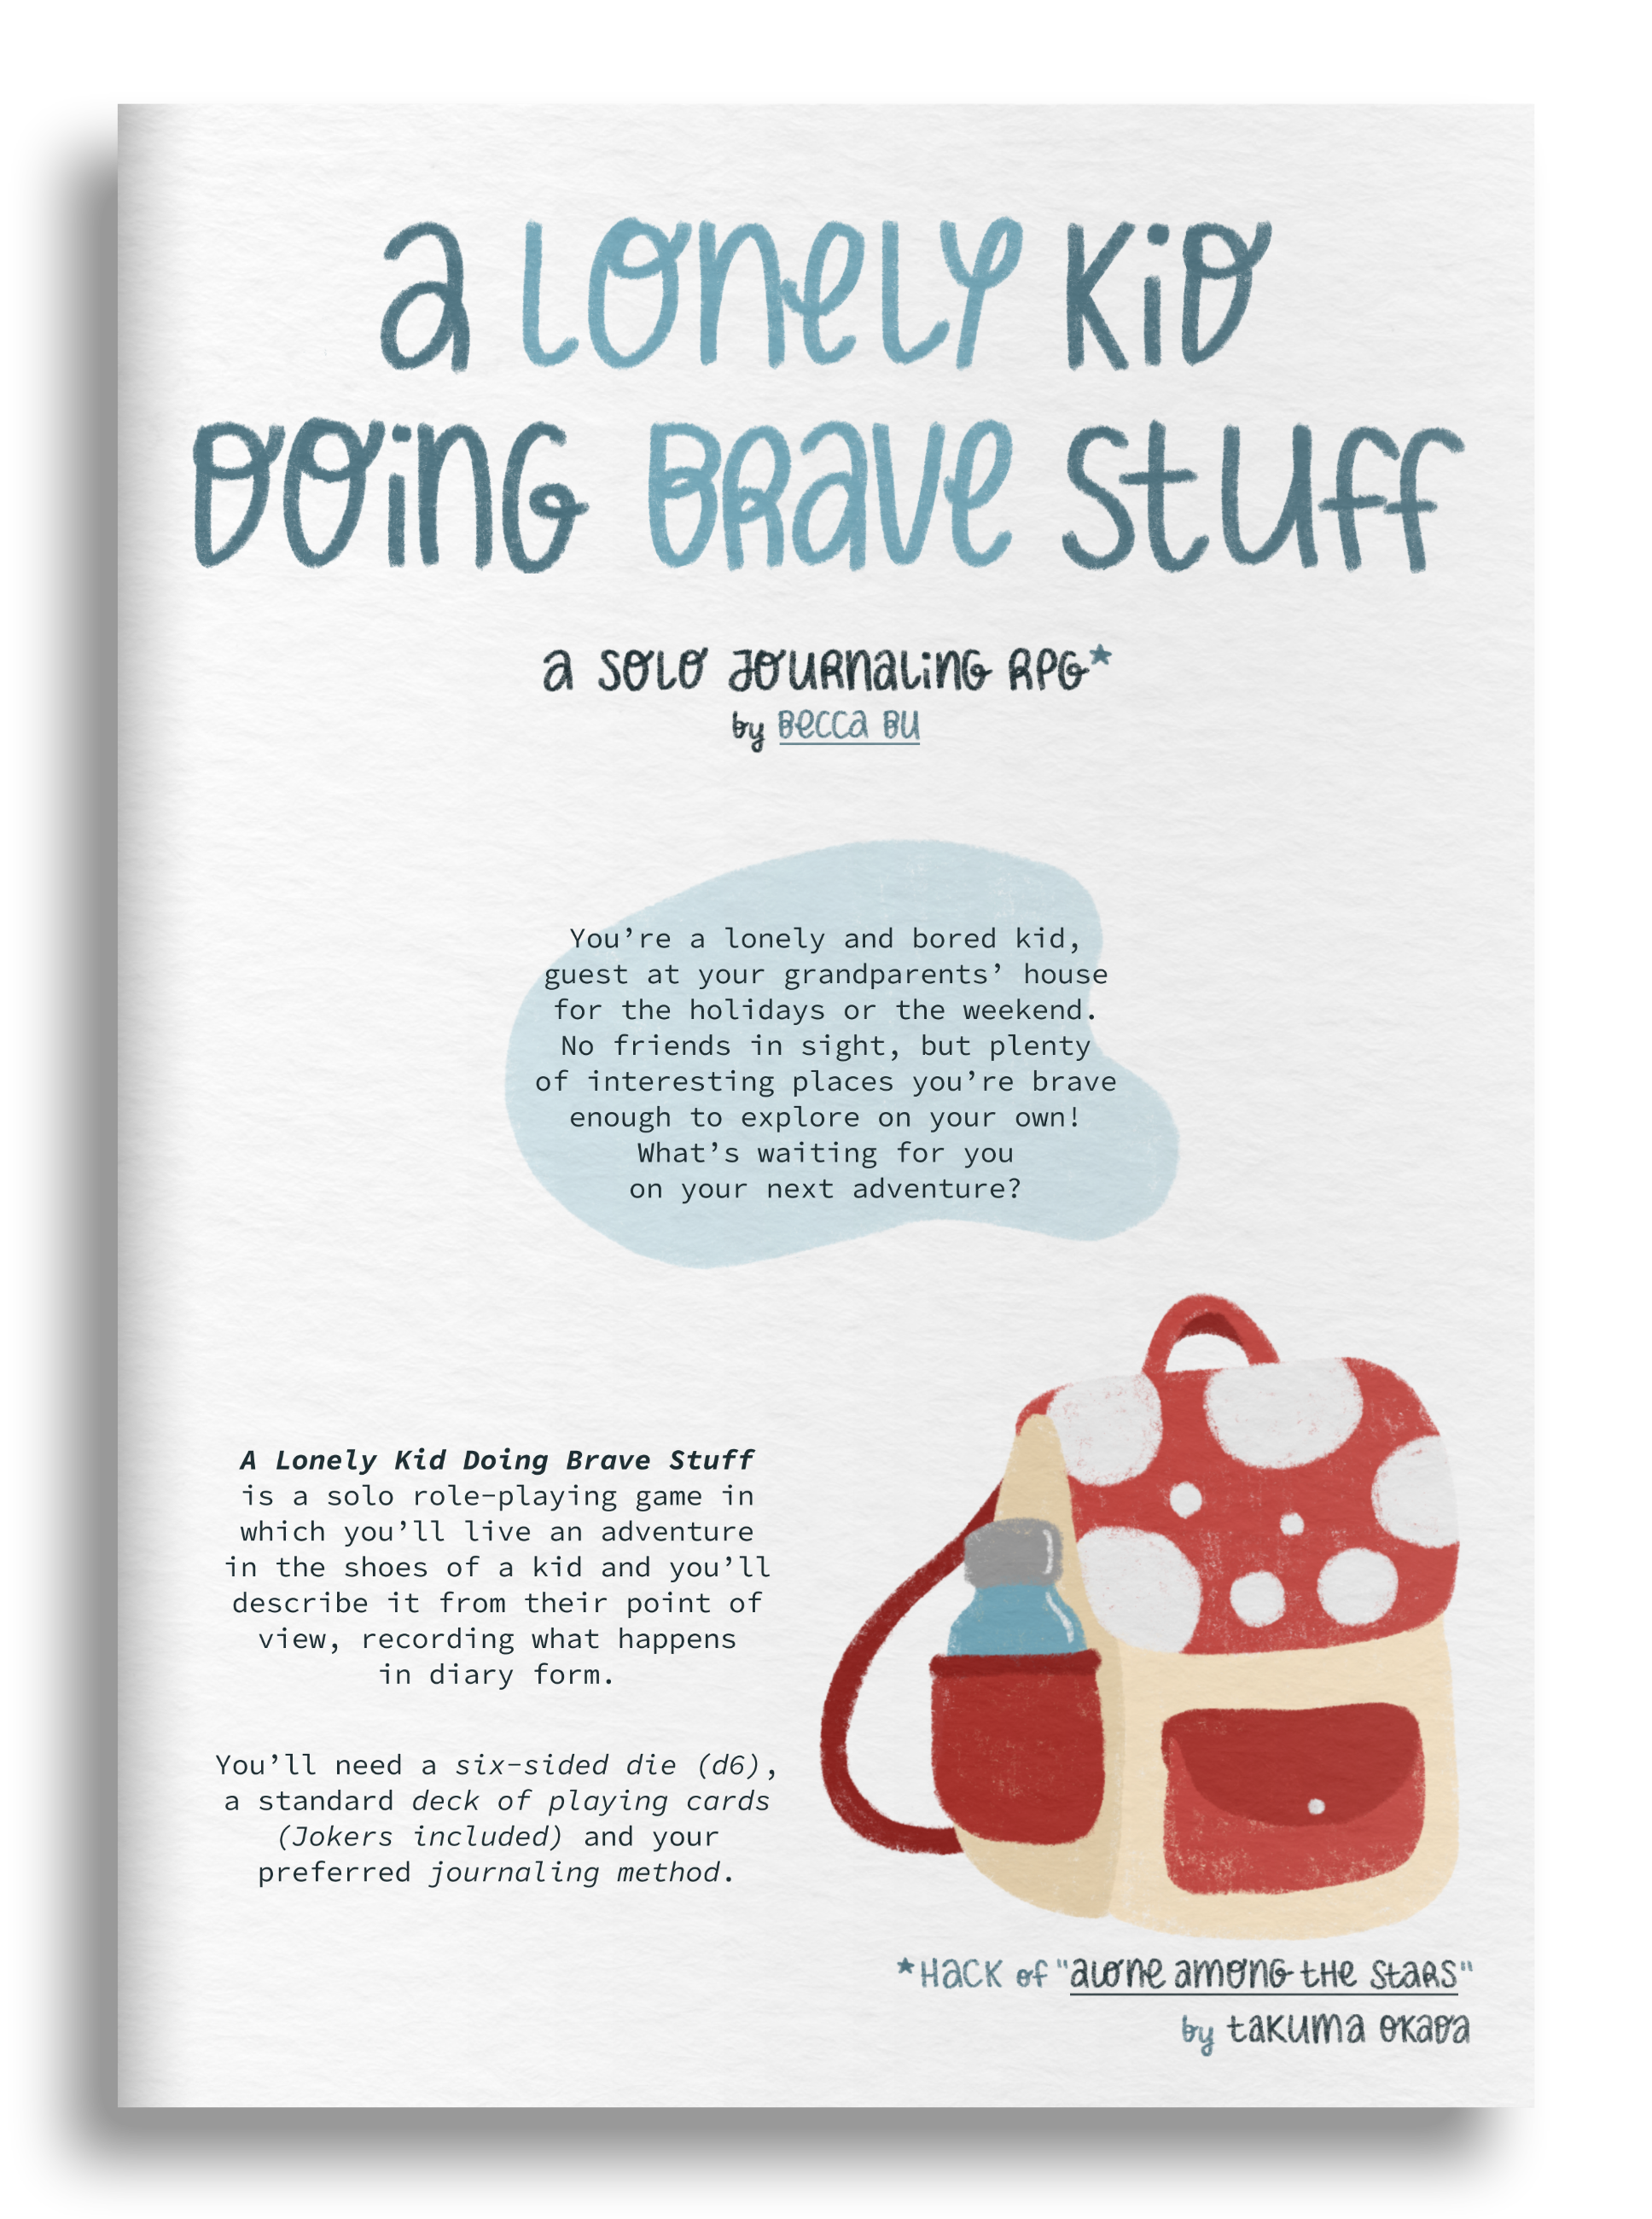 a Lonely Kid
Doing Brave Stuff
a Solo Journaling RPG*
by Becca Bu
You’re a lonely and bored kid,
guest at your grandparents’ house
for the holidays or the weekend.
No friends in sight, but plenty
of interesting places you’re brave
enough to explore on your own!
What’s waiting for you
on your next adventure?
A Lonely Kid Doing Brave Stuff
is a solo role-playing game in
which you’ll live an adventure
in the shoes of a kid and you’ll
describe it from their point of
view, recording what happens
in diary form.
You’ll need a six-sided die (d6),
a standard deck of playing cards
(Jokers included) and your
preferred journaling method.
*Hack of "alone among the stars"
by takuma okada